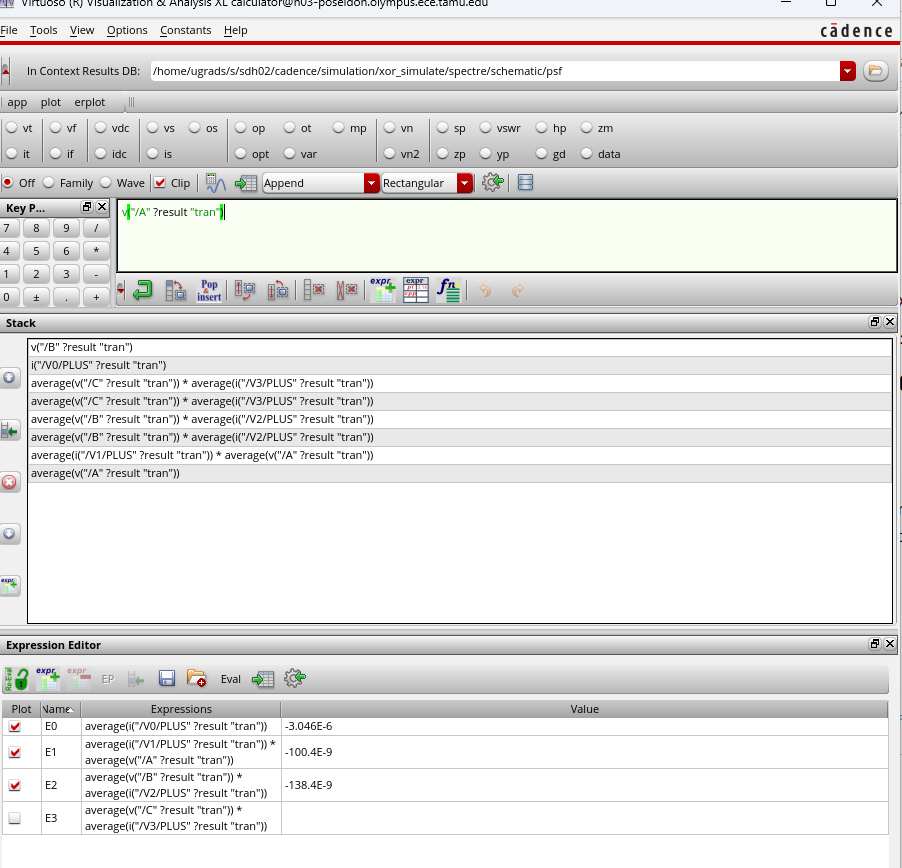 Virtuoso (R) Visualization & Analysis XL calculator@n03-poseidon.olympus.ece.tamu.edu
File Tools View Options Constants Help
cādence
In Context Results DB: /home/ugrads/s/sdh02/cadence/simulation/xor_simulate/spectre/schematic/psf
app plot erplot
vt vf vdc vs os op ot mp vn sp vswr hp zm
it if idc is opt var vn2 zp yp gd data
Off Family Wave Clip Append Rectangular
Key P...
v("/A" ?result "tran")
7 8 9 /
4 5 6 *
1 2 3 -
0 ± . +
Pop
insert
expr
expr
fn
Stack
v("/B" ?result "tran")
i("/V0/PLUS" ?result "tran")
average(v("/C" ?result "tran")) * average(i("/V3/PLUS" ?result "tran"))
average(v("/C" ?result "tran")) * average(i("/V3/PLUS" ?result "tran"))
average(v("/B" ?result "tran")) * average(i("/V2/PLUS" ?result "tran"))
average(v("/B" ?result "tran")) * average(i("/V2/PLUS" ?result "tran"))
average(i("/V1/PLUS" ?result "tran")) * average(v("/A" ?result "tran"))
average(v("/A" ?result "tran"))
expr
Expression Editor
Re-Eval expr expr EP Eval
Plot Name Expressions Value
E0 average(i("/V0/PLUS" ?result "tran")) -3.046E-6
average(i("/V1/PLUS" ?result "tran")) *
E1 -100.4E-9
average(v("/A" ?result "tran"))
average(v("/B" ?result "tran")) *
E2 -138.4E-9
average(i("/V2/PLUS" ?result "tran"))
average(v("/C" ?result "tran")) *
E3
average(i("/V3/PLUS" ?result "tran"))